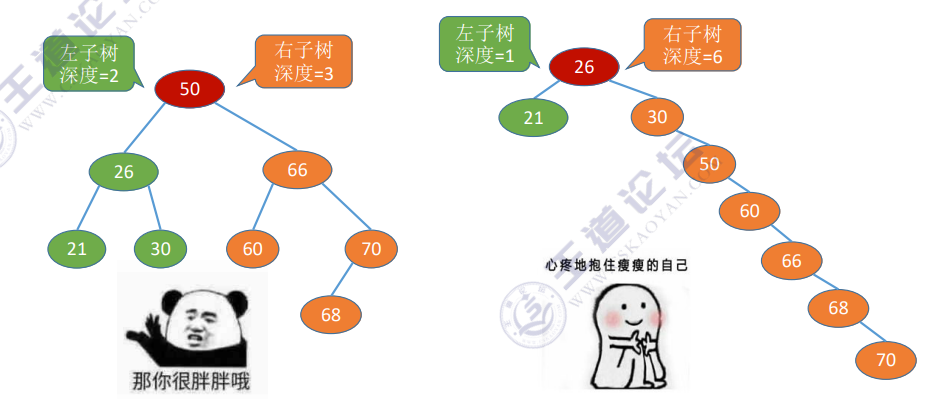 左子树
深度=2
右子树
深度=3
50
26
66
21
30
60
70
68
那你很胖胖哦
左子树
深度=1
右子树
深度=6
26
21
30
50
60
66
68
70
心疼地抱住瘦瘦的自己
王道论坛
WWW.CSKAOYAN.COM